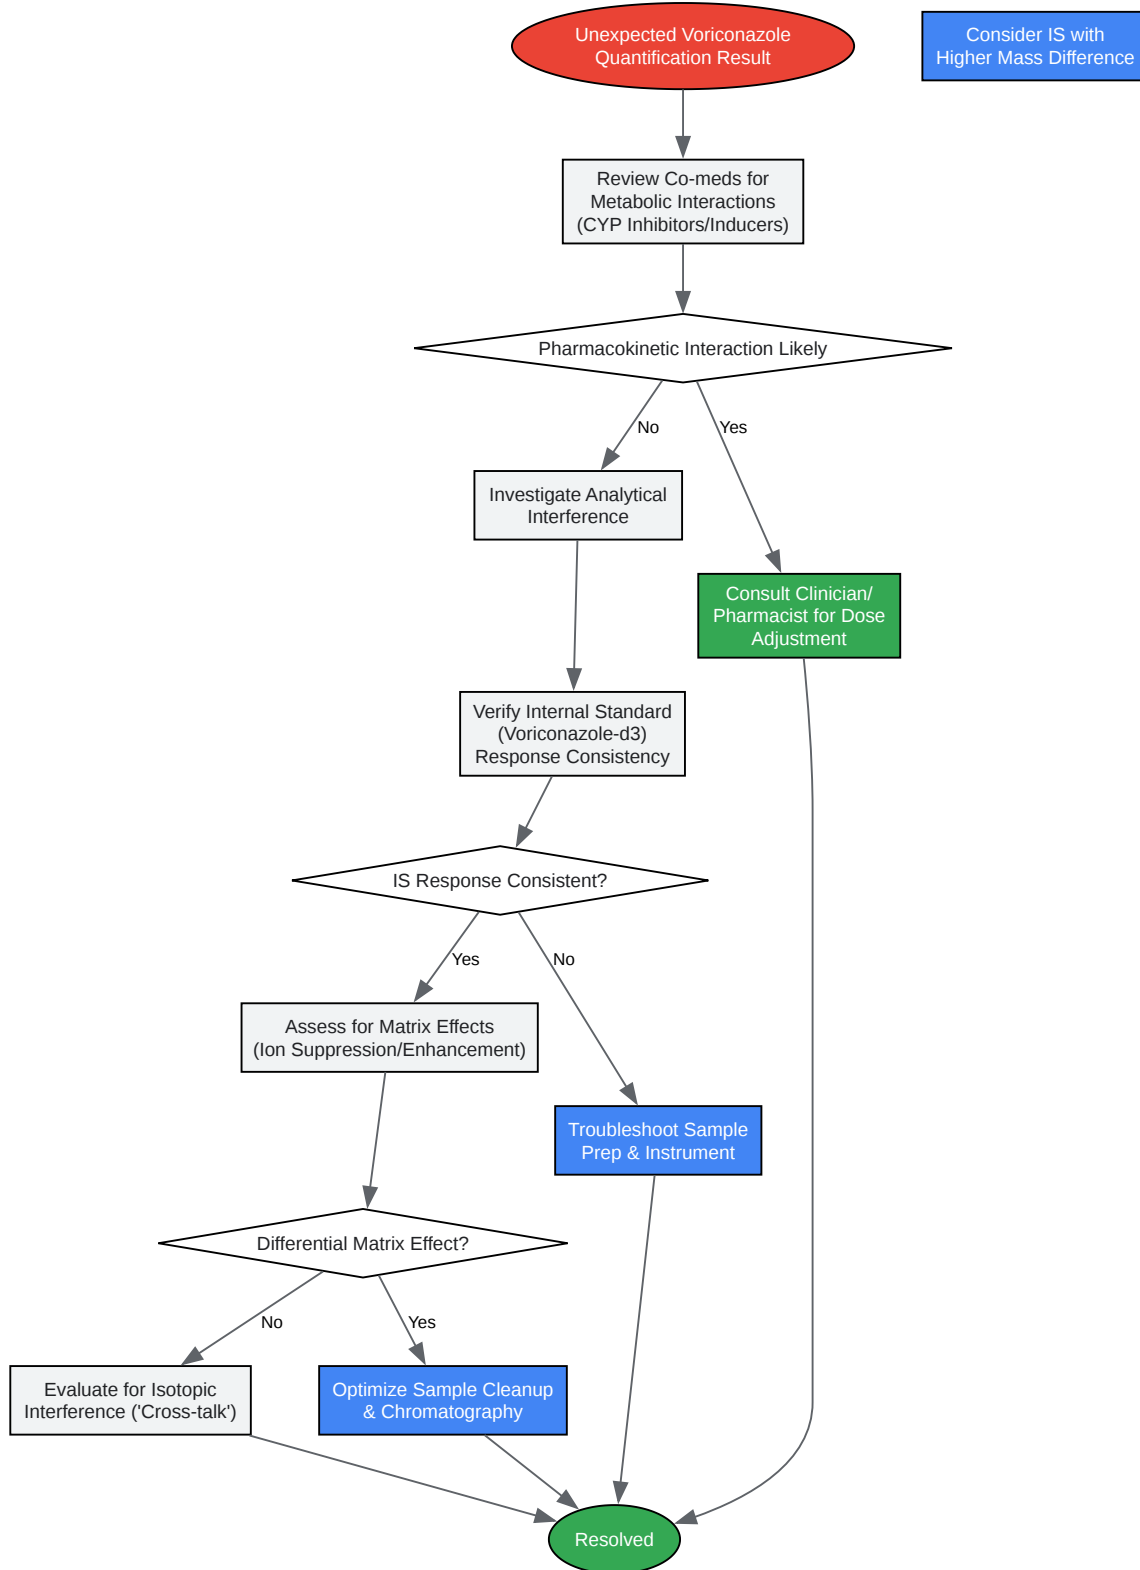 Unexpected Voriconazole
Quantification Result
Consider IS with
Higher Mass Difference
Review Co-meds for
Metabolic Interactions
(CYP Inhibitors/Inducers)
Pharmacokinetic Interaction Likely
No
Yes
Investigate Analytical
Interference
Consult Clinician/
Pharmacist for Dose
Adjustment
Verify Internal Standard
(Voriconazole-d3)
Response Consistency
IS Response Consistent?
Yes
No
Assess for Matrix Effects
(Ion Suppression/Enhancement)
Troubleshoot Sample
Prep & Instrument
Differential Matrix Effect?
No
Yes
Evaluate for Isotopic
Interference ('Cross-talk')
Optimize Sample Cleanup
& Chromatography
Resolved